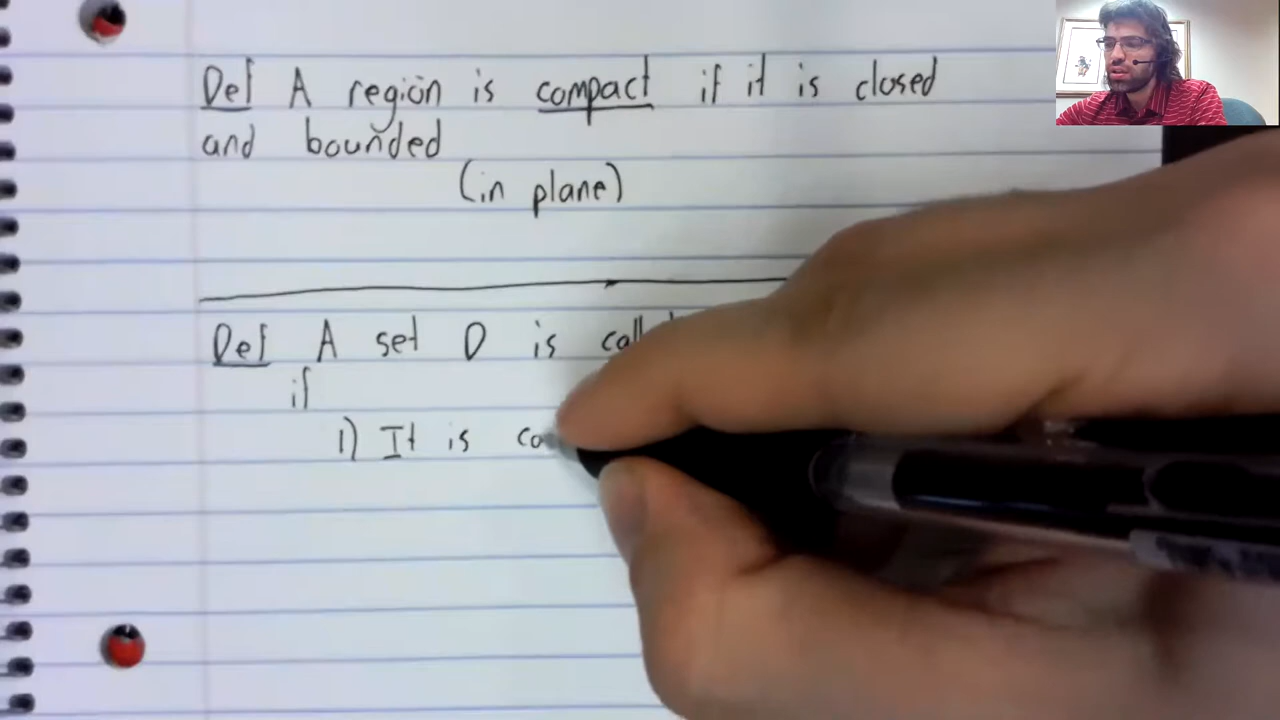 Def A region is compact if it is closed
and bounded
(in plane)
Def A set D is
if
1) It is